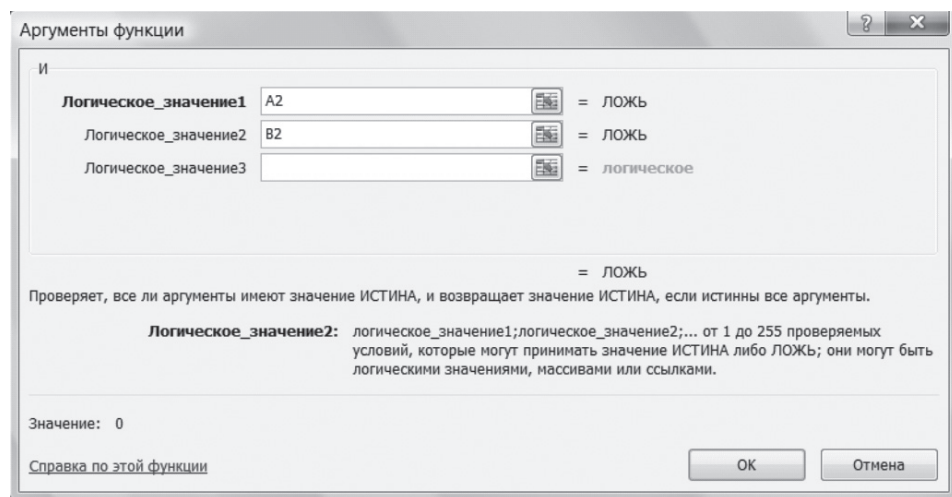 Аргументы функции
И
Логическое_значение1 A2 = ЛОЖЬ
Логическое_значение2 B2 = ЛОЖЬ
Логическое_значение3 = логическое
= ЛОЖЬ
Проверяет, все ли аргументы имеют значение ИСТИНА, и возвращает значение ИСТИНА, если истинны все аргументы.
Логическое_значение2: логическое_значение1;логическое_значение2;... от 1 до 255 проверяемых
условий, которые могут принимать значение ИСТИНА либо ЛОЖЬ; они могут быть
логическими значениями, массивами или ссылками.
Значение: 0
Справка по этой функции
ОК
Отмена